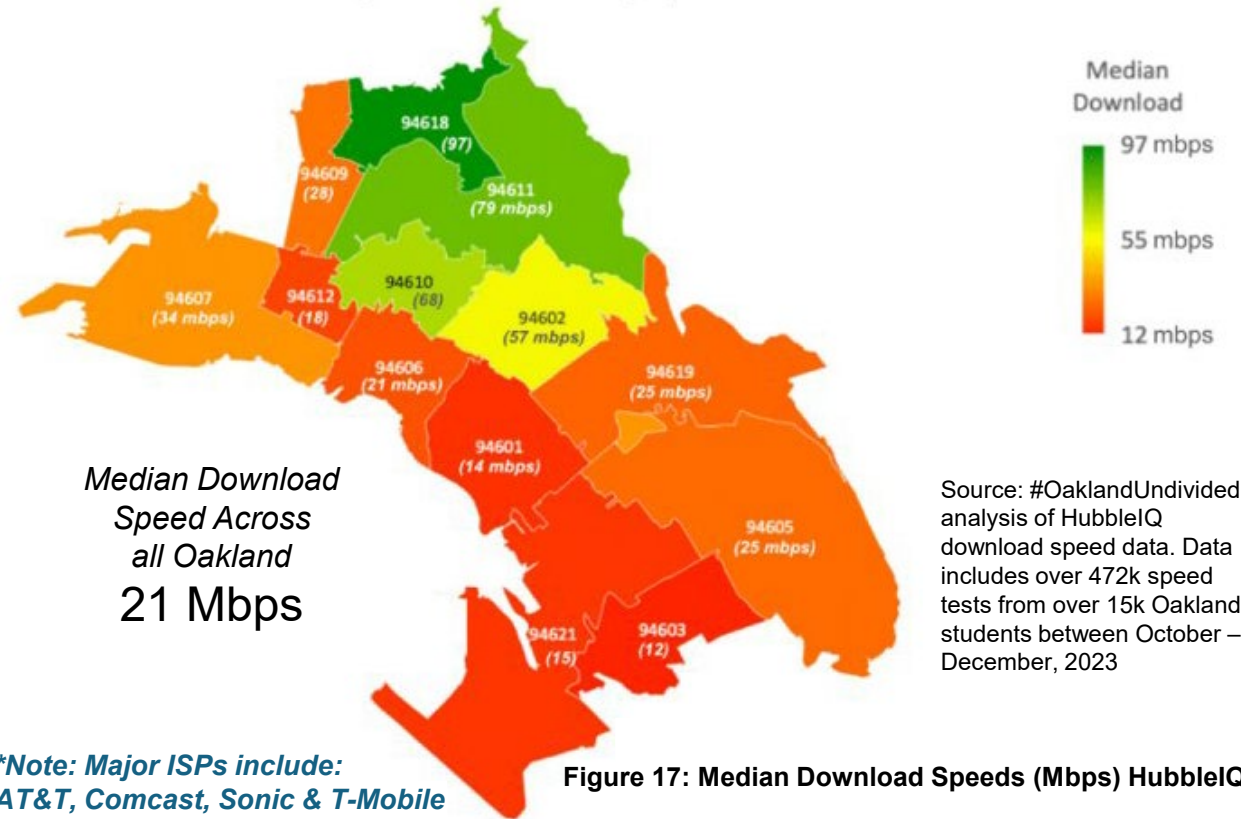 Median
Download
97 mbps
55 mbps
12 mbps
94618
(97)
94609
(28)
94611
(79 mbps)
94610
(68)
94607
(34 mbps)
94612
(18)
94602
(57 mbps)
94606
(21 mbps)
94619
(25 mbps)
94601
(14 mbps)
94605
(25 mbps)
94621
(15)
94603
(12)
Median Download
Speed Across
all Oakland
21 Mbps
Source: #OaklandUndivided
analysis of HubbleIQ
download speed data. Data
includes over 472k speed
tests from over 15k Oakland
students between October –
December, 2023
*Note: Major ISPs include:
AT&T, Comcast, Sonic & T-Mobile
Figure 17: Median Download Speeds (Mbps) HubbleIQ